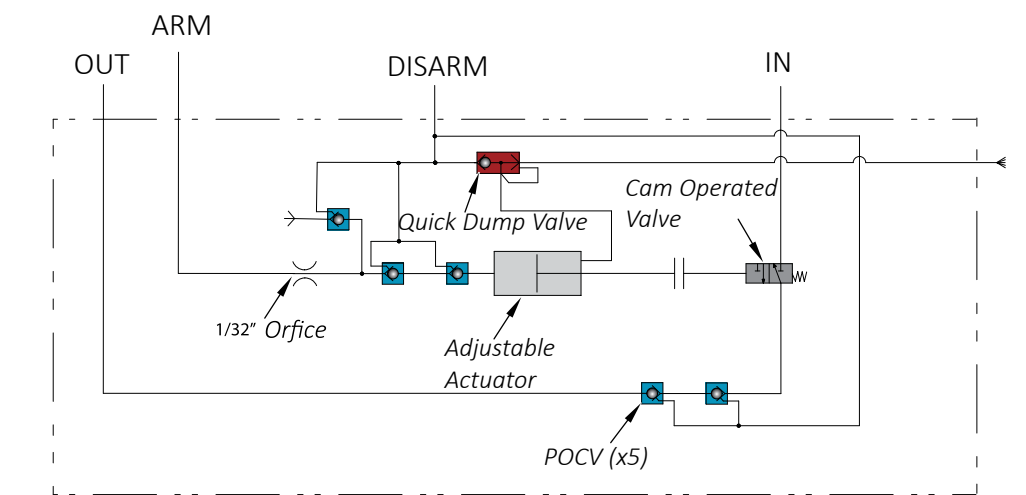 ARM
OUT
DISARM
IN
Cam Operated
Valve
Quick Dump Valve
1/32” Orfice
Adjustable
Actuator
POCV (x5)